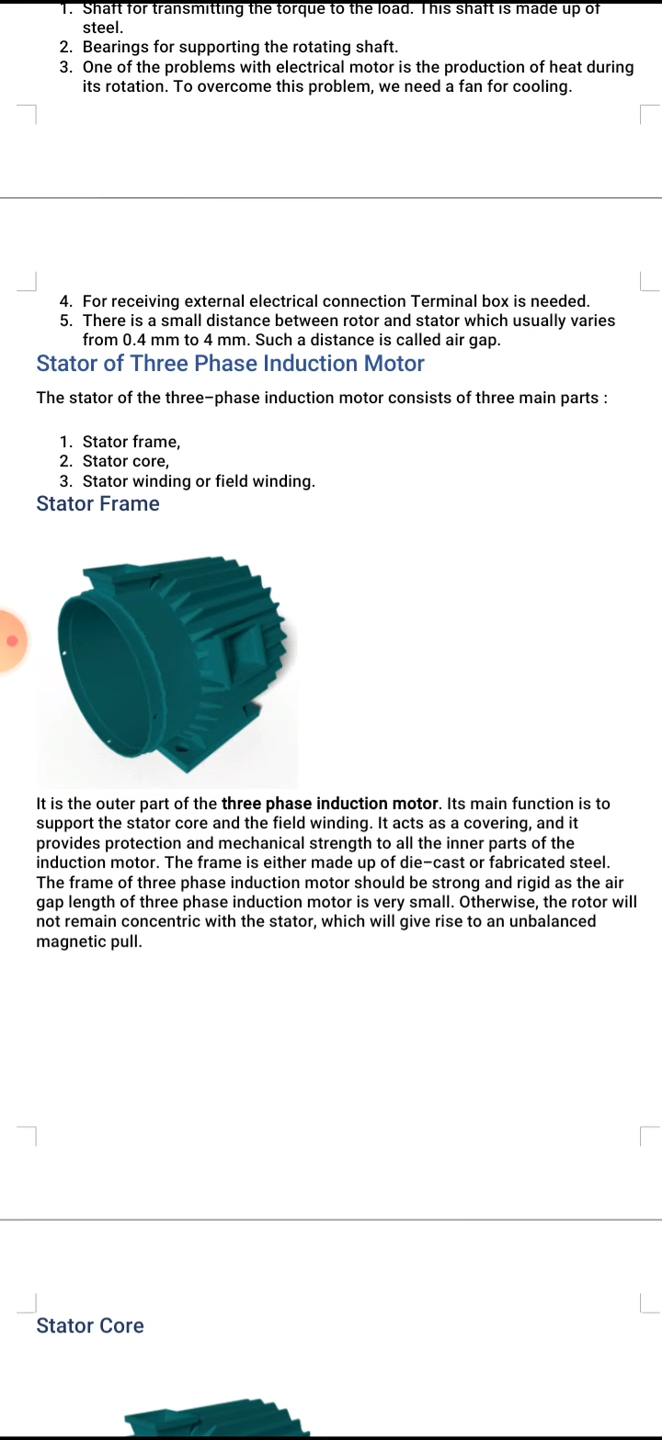 1. Shaft for transmitting the torque to the load. This shaft is made up of
steel.
2. Bearings for supporting the rotating shaft.
3. One of the problems with electrical motor is the production of heat during
its rotation. To overcome this problem, we need a fan for cooling.
4. For receiving external electrical connection Terminal box is needed.
5. There is a small distance between rotor and stator which usually varies
from 0.4 mm to 4 mm. Such a distance is called air gap.
Stator of Three Phase Induction Motor
The stator of the three-phase induction motor consists of three main parts :
1. Stator frame,
2. Stator core,
3. Stator winding or field winding.
Stator Frame
It is the outer part of the three phase induction motor. Its main function is to
support the stator core and the field winding. It acts as a covering, and it
provides protection and mechanical strength to all the inner parts of the
induction motor. The frame is either made up of die-cast or fabricated steel.
The frame of three phase induction motor should be strong and rigid as the air
gap length of three phase induction motor is very small. Otherwise, the rotor will
not remain concentric with the stator, which will give rise to an unbalanced
magnetic pull.
Stator Core